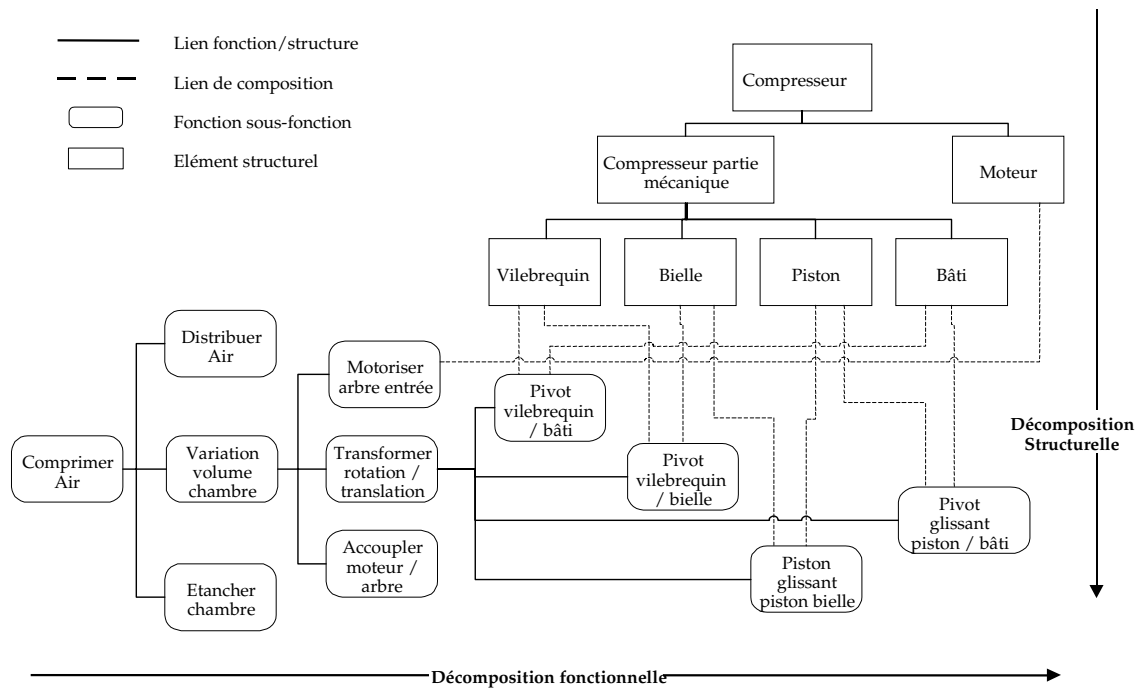 Lien fonction/structure
Lien de composition
Fonction sous-fonction
Elément structurel
Compresseur
Compresseur partie
mécanique
Moteur
Vilebrequin
Bielle
Piston
Bâti
Distribuer
Air
Motoriser
arbre entrée
Pivot
vilebrequin
/ bâti
Comprimer
Air
Variation
volume
chambre
Transformer
rotation /
translation
Pivot
vilebrequin
/ bielle
Décomposition
Structurelle
Pivot
glissant
piston / bâti
Accoupler
moteur /
arbre
Piston
glissant
piston bielle
Etancher
chambre
Décomposition fonctionnelle